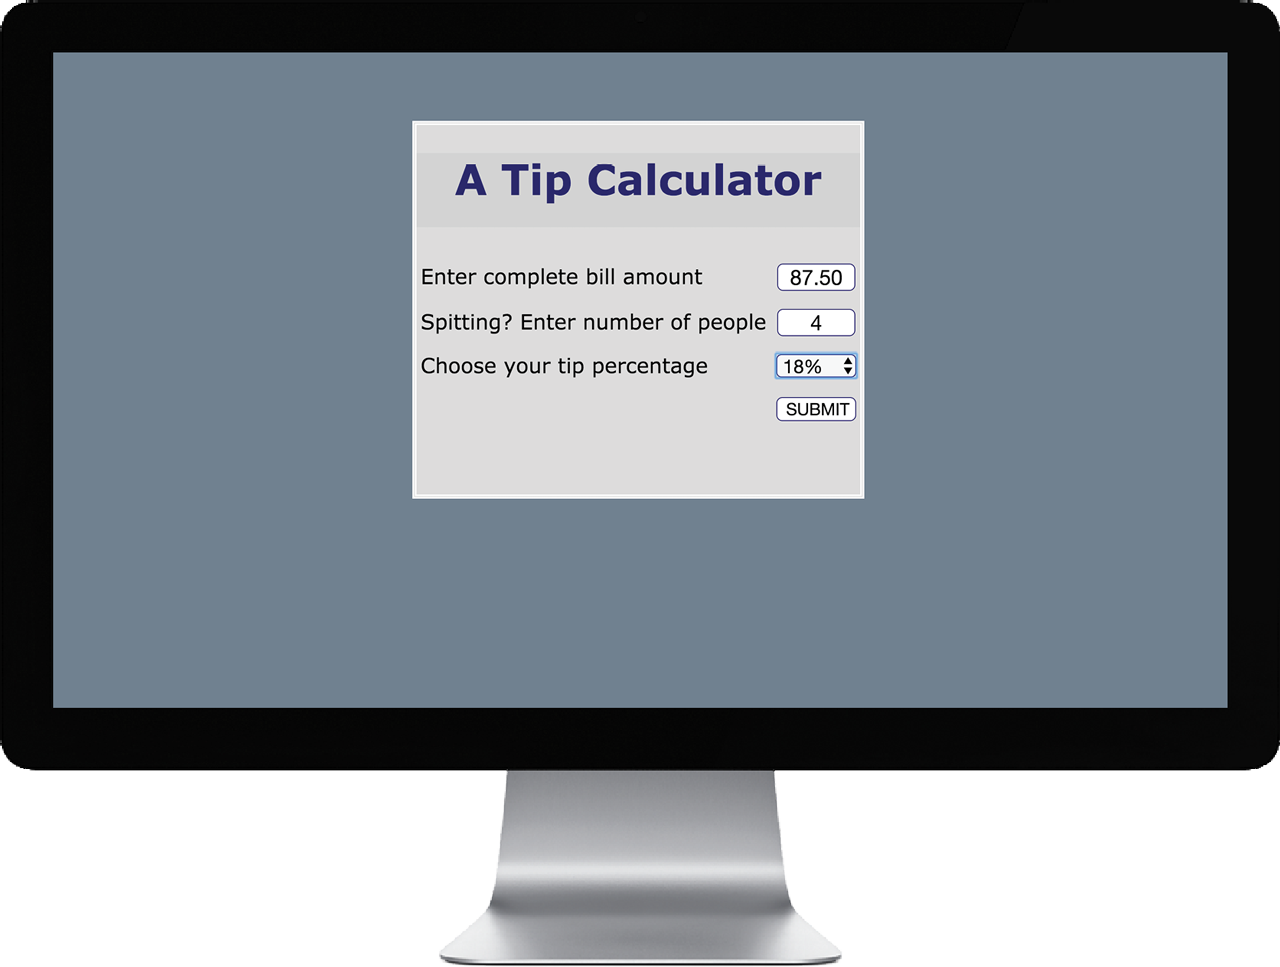 A Tip Calculator
Enter complete bill amount 87.50
Spitting? Enter number of people 4
Choose your tip percentage 18%
SUBMIT